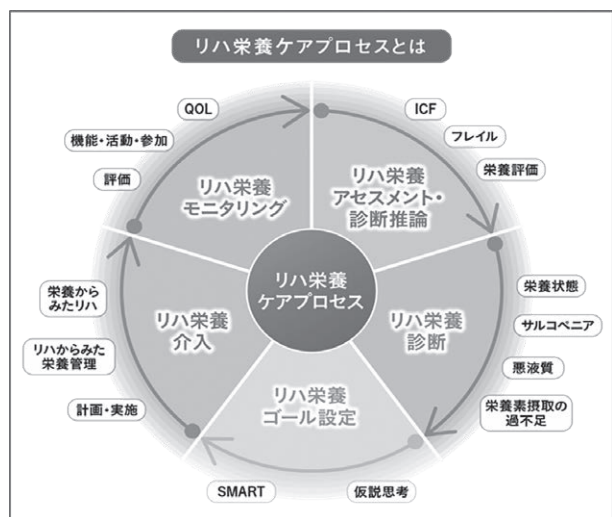 リハ栄養ケアプロセスとは
ICF
フレイル
栄養評価
リハ栄養
アセスメント・
診断推論
栄養状態
サルコペニア
悪液質
栄養素摂取の
過不足
リハ栄養
診断
仮説思考
SMART
リハ栄養
ゴール設定
計画・実施
リハからみた
栄養管理
栄養から
みたリハ
リハ栄養
介入
評価
機能・活動・参加
QOL
リハ栄養
モニタリング
リハ栄養
ケアプロセス